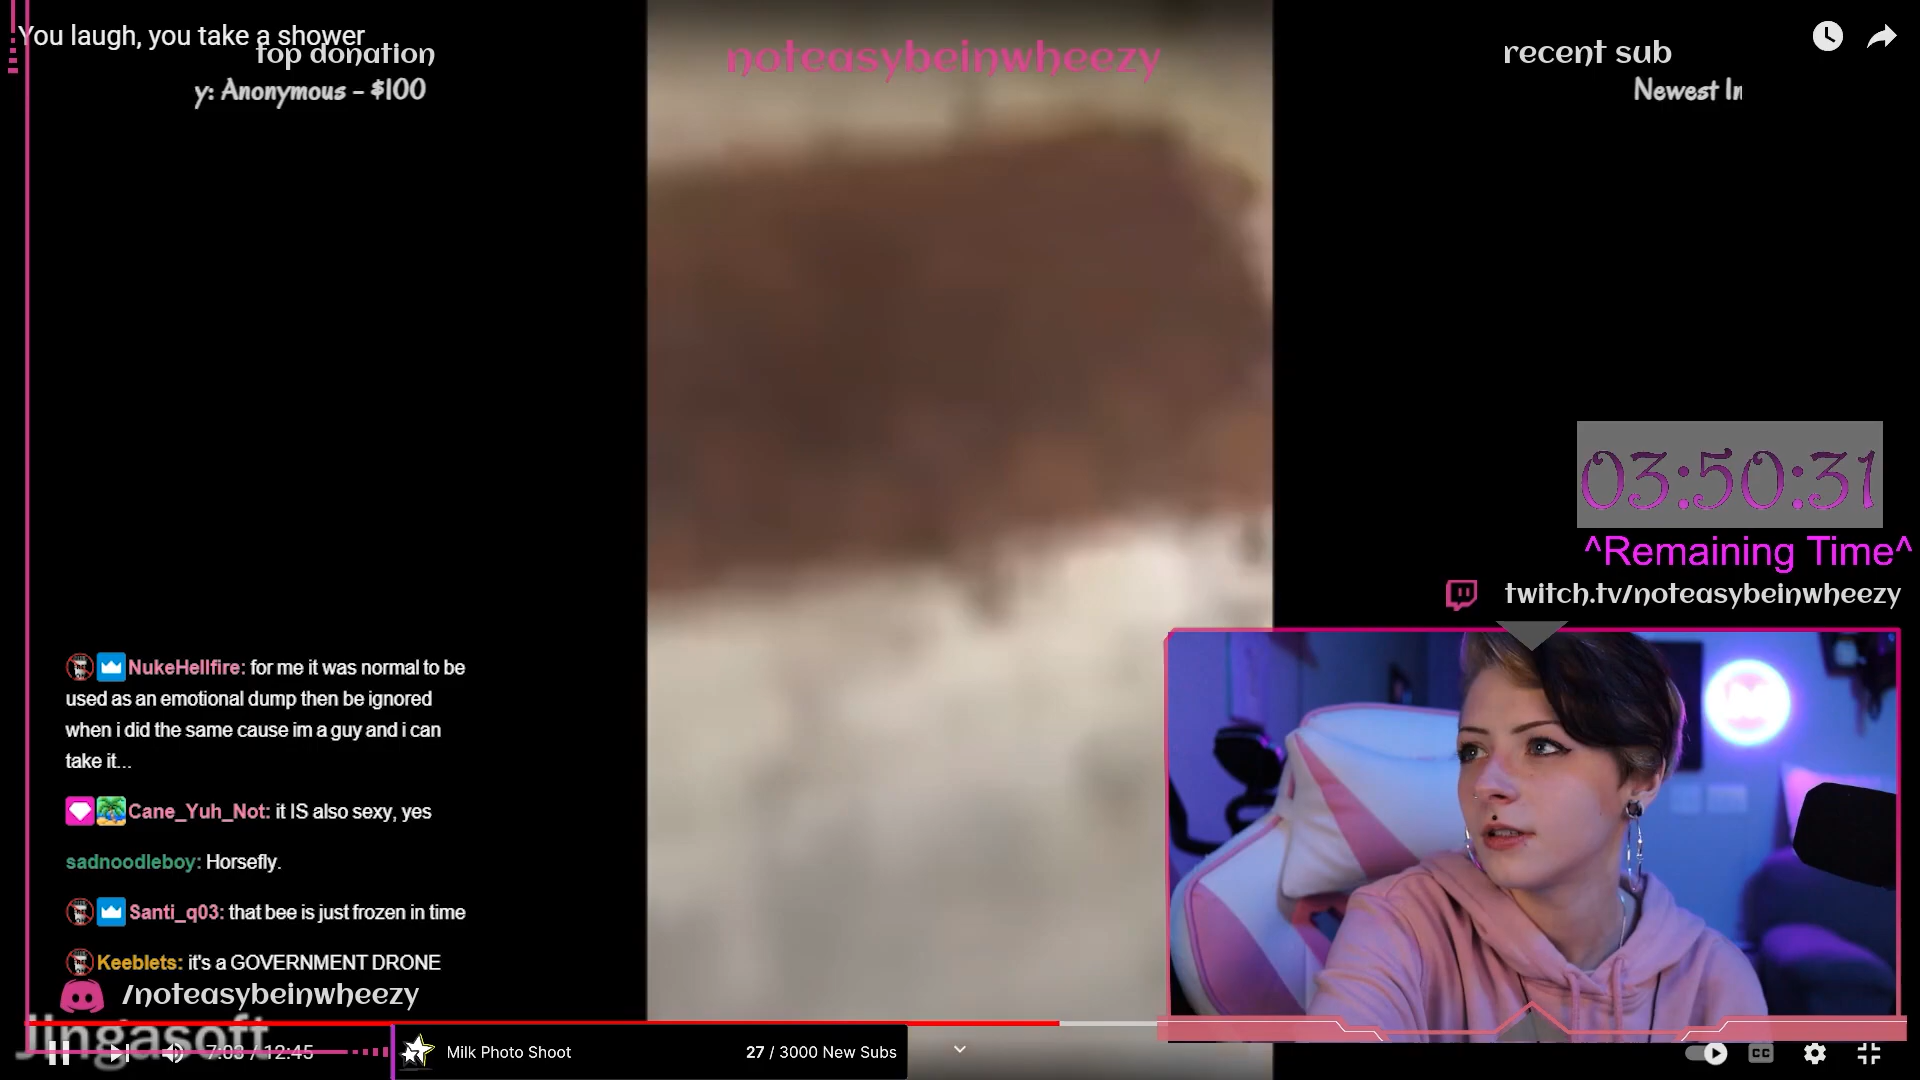 You laugh, you take a shower
top donation
y: Anonymous - $100
noteasybeinwheezy
recent sub
Newest In
03:50:31
^Remaining Time^
twitch.tv/noteasybeinwheezy
NukeHellfire: for me it was normal to be
used as an emotional dump then be ignored
when i did the same cause im a guy and i can
take it...
Cane_Yuh_Not: it IS also sexy, yes
sadnoodleboy: Horsefly.
Santi_q03: that bee is just frozen in time
Keeblets: it's a GOVERNMENT DRONE
/noteasybeinwheezy
Jingasoft
7:03 / 12:45
Milk Photo Shoot
27 / 3000 New Subs
CC